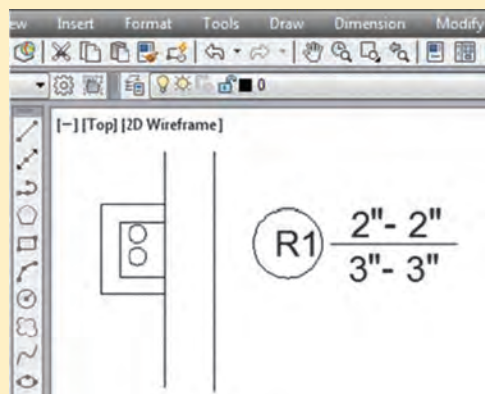 ew Insert Format Tools Draw Dimension Modify
0
[−] [Top] [2D Wireframe]
R1 2"- 2"
3"- 3"